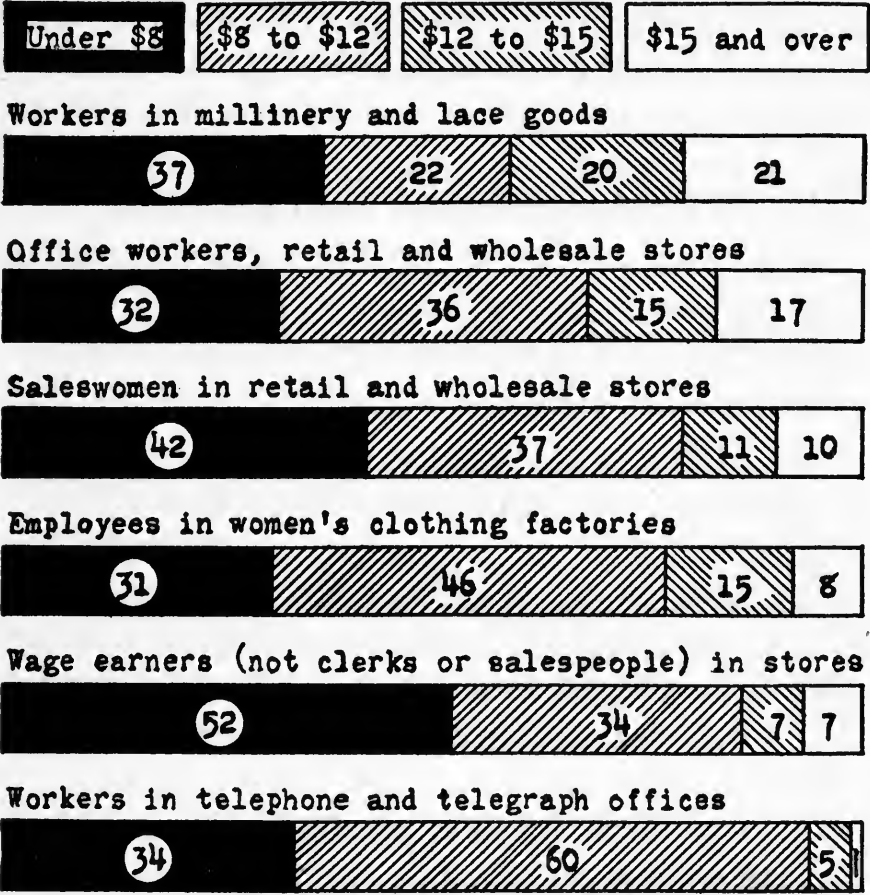 Under $8 $8 to $12 $12 to $15 $15 and over
Workers in millinery and lace goods
37 22 20 21
Office workers, retail and wholesale stores
32 36 15 17
Saleswomen in retail and wholesale stores
42 37 11 10
Employees in women's clothing factories
31 46 15 8
Wage earners (not clerks or salespeople) in stores
52 34 7 7
Workers in telephone and telegraph offices
34 60 5 1